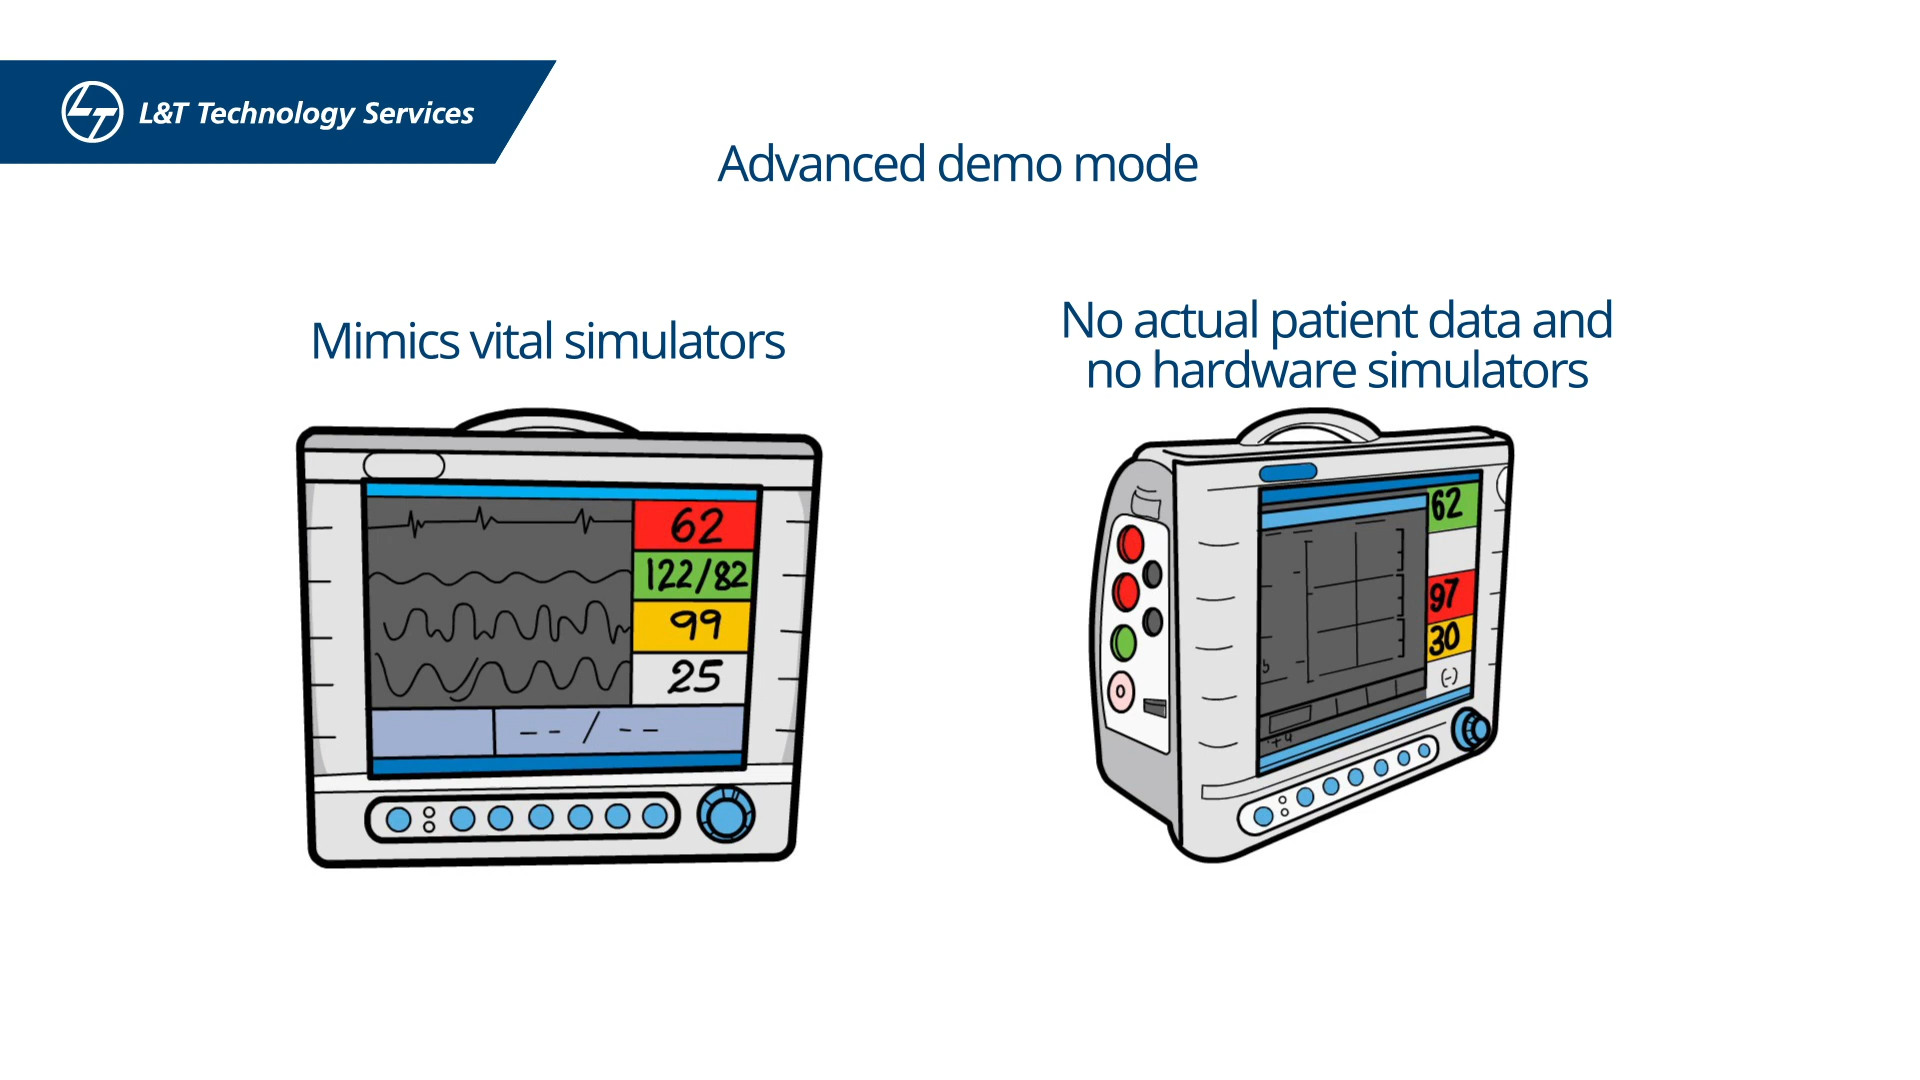 L&T Technology Services
Advanced demo mode
Mimics vital simulators
No actual patient data and
no hardware simulators
62
122/82
99
25
-- / --
62
97
30
(-)